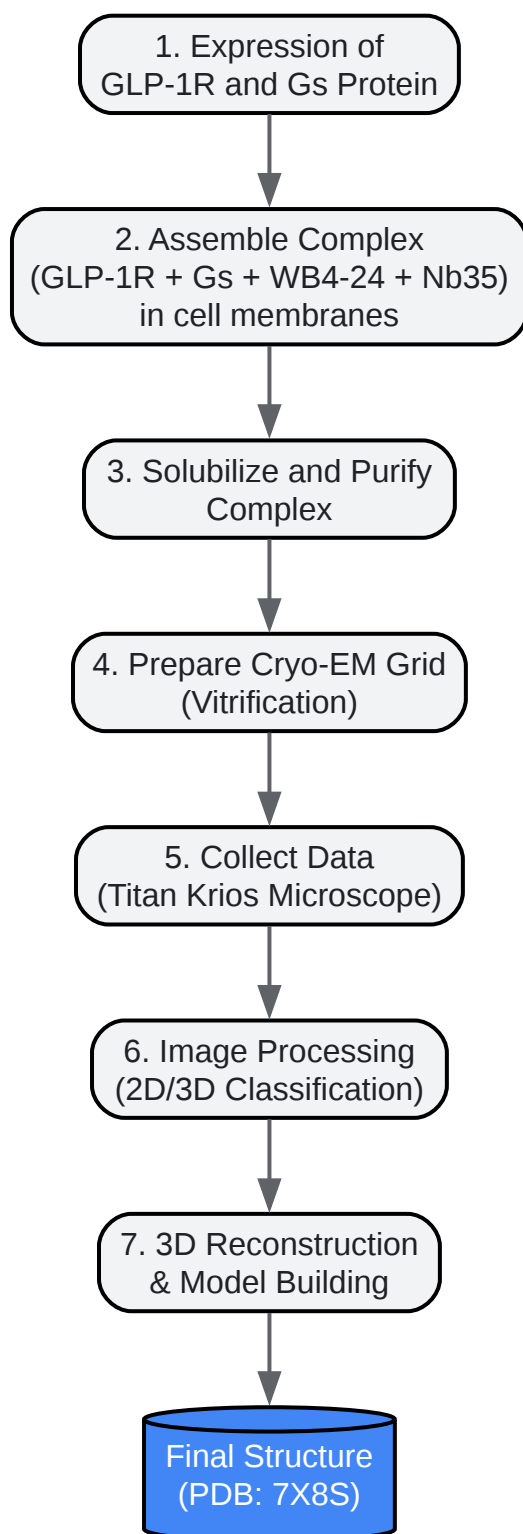 1. Expression of
GLP-1R and Gs Protein
2. Assemble Complex
(GLP-1R + Gs + WB4-24 + Nb35)
in cell membranes
3. Solubilize and Purify
Complex
4. Prepare Cryo-EM Grid
(Vitrification)
5. Collect Data
(Titan Krios Microscope)
6. Image Processing
(2D/3D Classification)
7. 3D Reconstruction
& Model Building
Final Structure
(PDB: 7X8S)